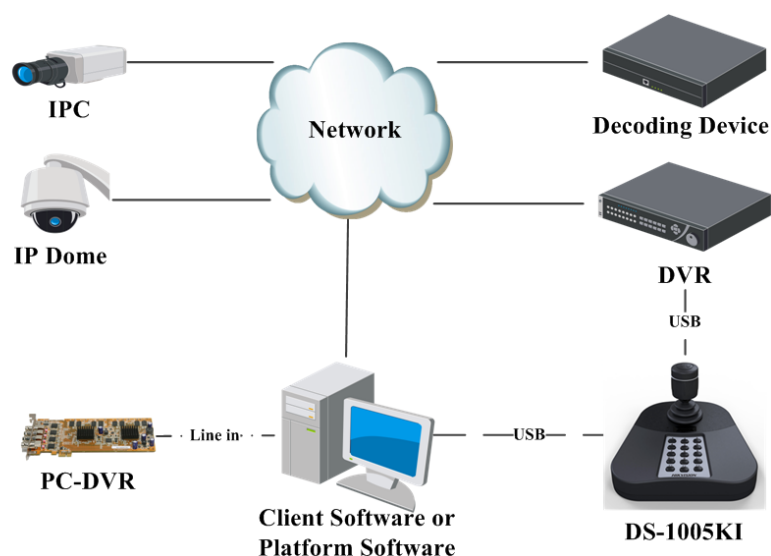 IPC
Network
Decoding Device
IP Dome
DVR
USB
PC-DVR
Line in
USB
Client Software or
Platform Software
DS-1005KI